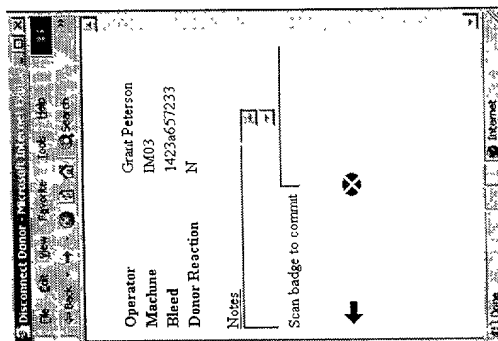 Disconnect Donor - Microsoft Internet
File Edit View Favorites Tools Help
Back Search
Operator Grant Peterson
Machine IM03
Bleed 1423a657233
Donor Reaction N
Notes
Scan badge to commit
Done Internet